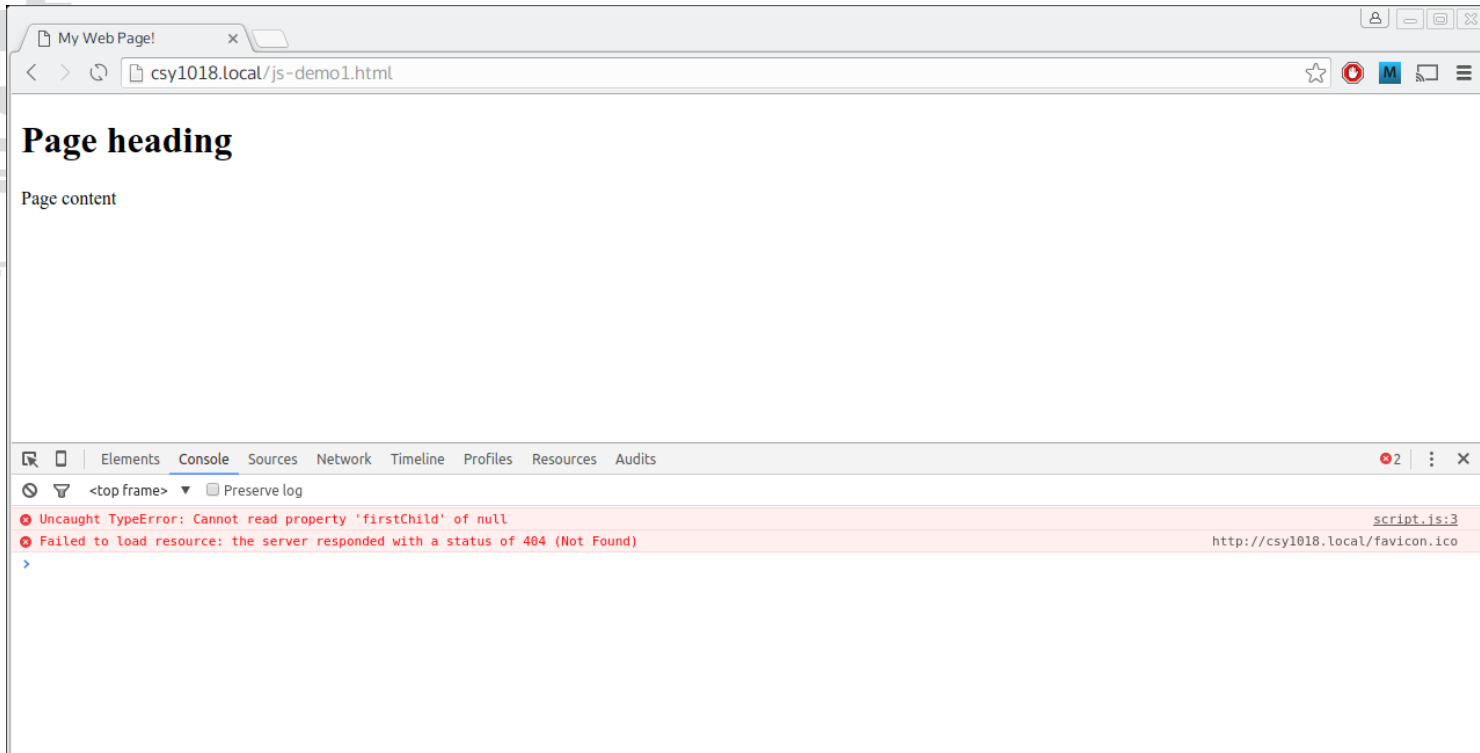 My Web Page!
csy1018.local/js-demo1.html
M
Page heading
Page content
Elements Console Sources Network Timeline Profiles Resources Audits 2
<top frame> ▼ Preserve log
Uncaught TypeError: Cannot read property 'firstChild' of null script.js:3
Failed to load resource: the server responded with a status of 404 (Not Found) http://csy1018.local/favicon.ico
>